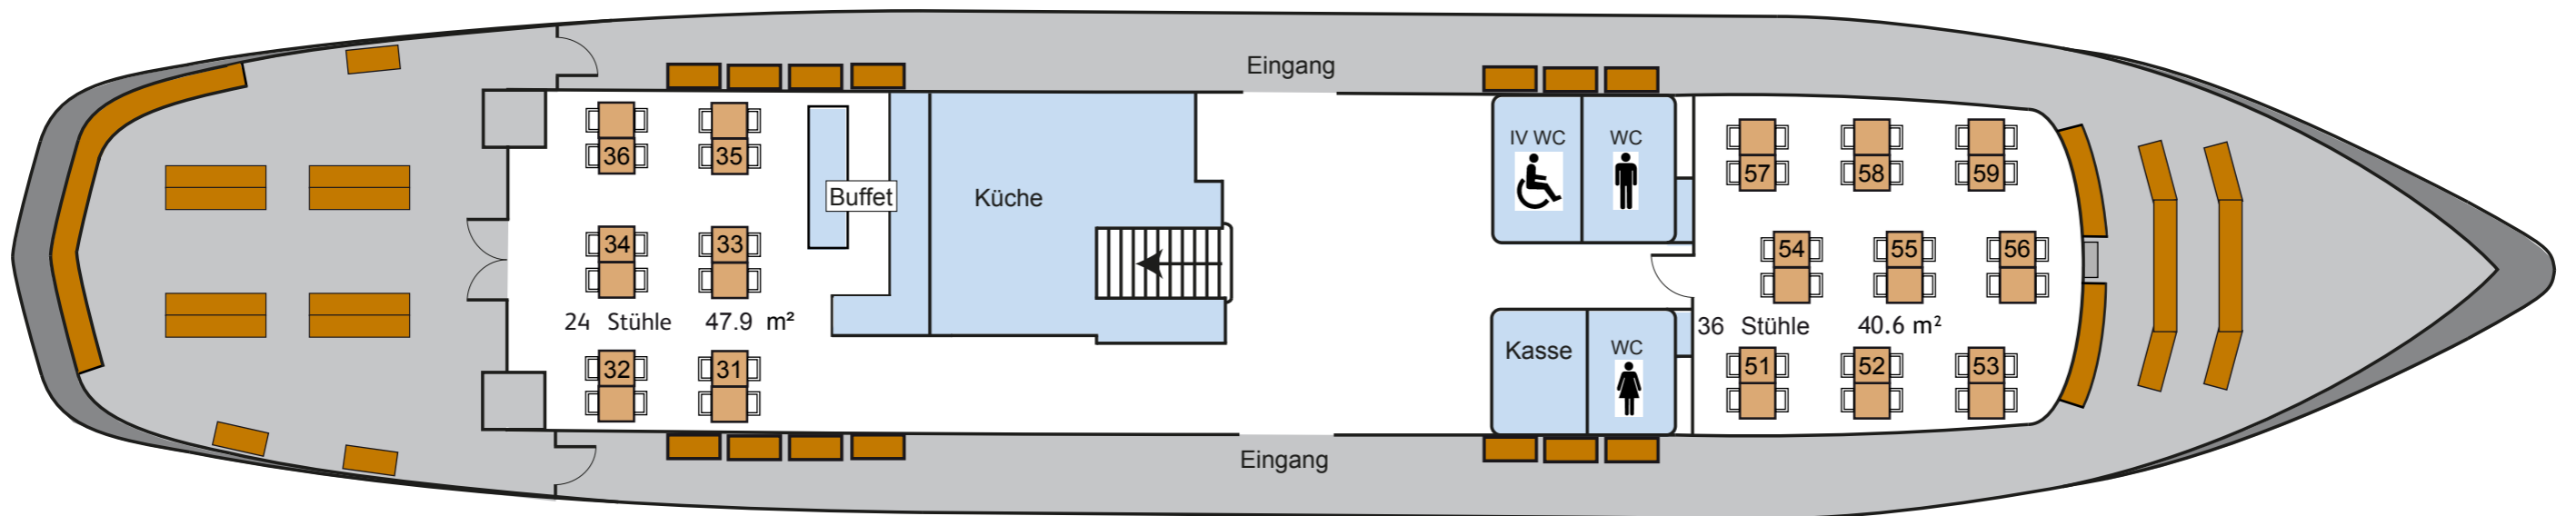 Eingang
IV WC
WC
36
35
57
58
59
Buffet
Küche
34
33
54
55
56
24 Stühle 47.9 m²
36 Stühle 40.6 m²
Kasse
WC
32
31
51
52
53
Eingang